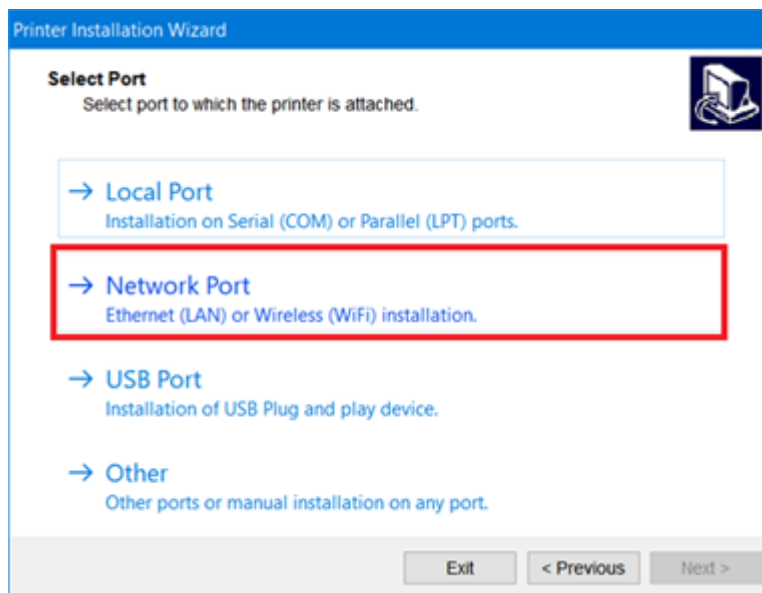 Printer Installation Wizard
Select Port
Select port to which the printer is attached.
→ Local Port
Installation on Serial (COM) or Parallel (LPT) ports.
→ Network Port
Ethernet (LAN) or Wireless (WiFi) installation.
→ USB Port
Installation of USB Plug and play device.
→ Other
Other ports or manual installation on any port.
Exit < Previous Next >